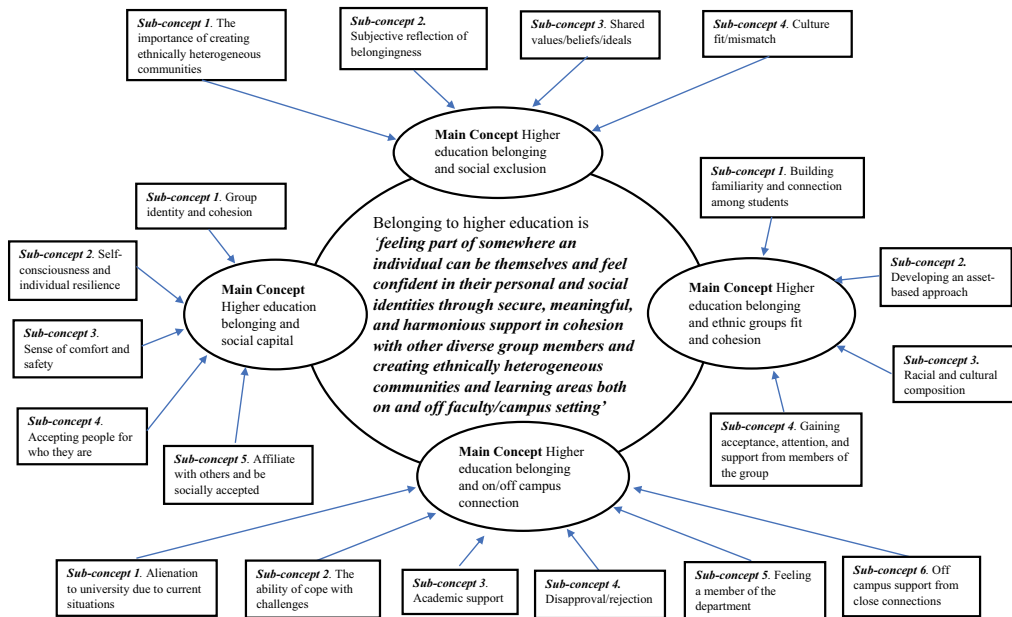 Sub-concept 1. The
importance of creating
ethnically heterogeneous
communities
Sub-concept 2.
Subjective reflection of
belongingness
Sub-concept 3. Shared
values/beliefs/ideals
Sub-concept 4. Culture
fit/mismatch
Main Concept Higher
education belonging
and social exclusion
Sub-concept 1. Group
identity and cohesion
Sub-concept 2. Self-
consciousness and
individual resilience
Sub-concept 3.
Sense of comfort and
safety
Sub-concept 4.
Accepting people for
who they are
Sub-concept 5. Affiliate
with others and be
socially accepted
Main Concept
Higher education
belonging and
social capital
Belonging to higher education is
‘feeling part of somewhere an
individual can be themselves and feel
confident in their personal and social
identities through secure, meaningful,
and harmonious support in cohesion
with other diverse group members and
creating ethnically heterogeneous
communities and learning areas both
on and off faculty/campus setting’
Sub-concept 1. Building
familiarity and connection
among students
Sub-concept 2.
Developing an asset-
based approach
Main Concept Higher
education belonging
and ethnic groups fit
and cohesion
Sub-concept 3.
Racial and cultural
composition
Sub-concept 4. Gaining
acceptance, attention, and
support from members of
the group
Main Concept Higher
education belonging
and on/off campus
connection
Sub-concept 1. Alienation
to university due to current
situations
Sub-concept 2. The
ability of cope with
challenges
Sub-concept 3.
Academic support
Sub-concept 4.
Disapproval/rejection
Sub-concept 5. Feeling
a member of the
department
Sub-concept 6. Off
campus support from
close connections